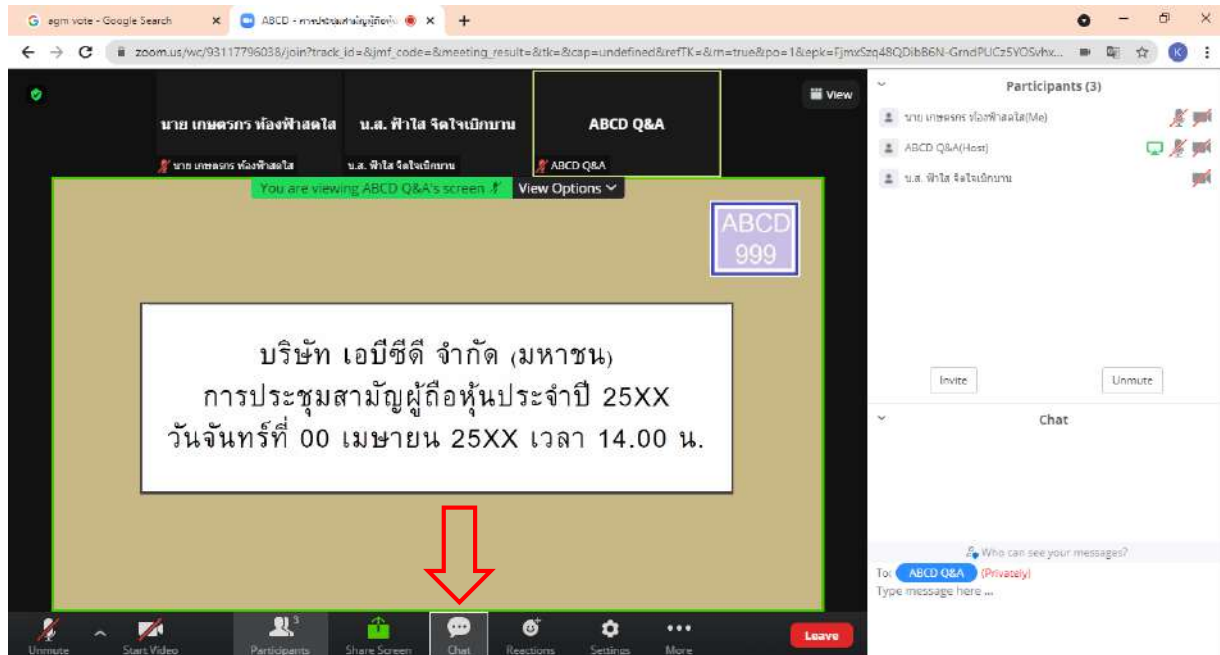 agm vote - Google Search
ABCD - การประชุมสามัญผู้ถือหุ้น
zoom.us/wc/93117796038/join?track_id=&jmf_code=&meeting_result=&tk=&cap=undefined&refTK=&rn=true&po=1&epk=
K
View
นาย เกษตรกร ท้องฟ้าสดใส
น.ส. ฟ้าใส จิตใจเบิกบาน
ABCD Q&A
นาย เกษตรกร ท้องฟ้าสดใส
น.ส. ฟ้าใส จิตใจเบิกบาน
ABCD Q&A
You are viewing ABCD Q&A's screen
View Options
ABCD
999
บริษัท เอบีซีดี จำกัด (มหาชน)
การประชุมสามัญผู้ถือหุ้นประจำปี 25XX
วันจันทร์ที่ 00 เมษายน 25XX เวลา 14.00 น.
Unmute
Start Video
Participants
3
Share Screen
Chat
Reactions
Settings
More
Leave
Participants (3)
นาย เกษตรกร ท้องฟ้าสดใส(Me)
ABCD Q&A(Host)
น.ส. ฟ้าใส จิตใจเบิกบาน
Invite
Unmute
Chat
Who can see your messages?
To: ABCD Q&A (Privately)
Type message here ...